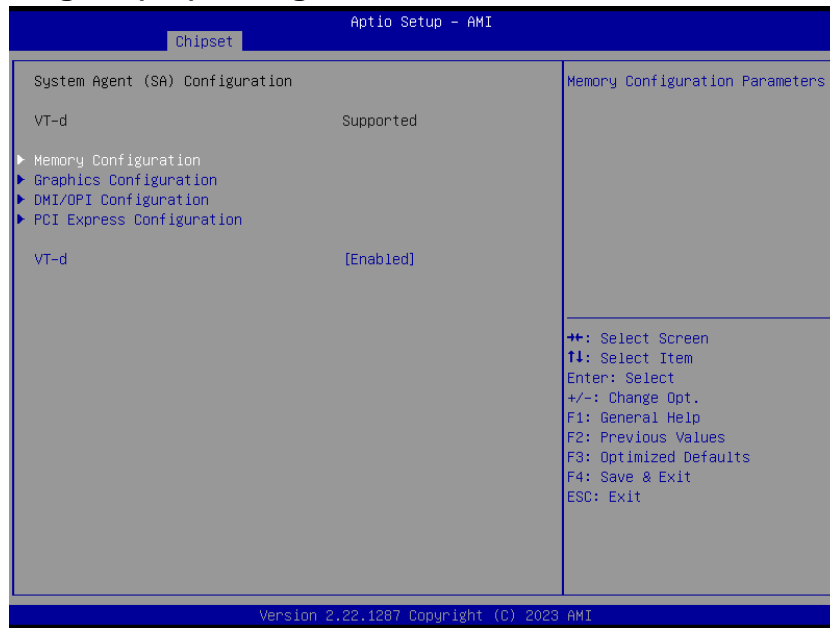 Aptio Setup – AMI
Chipset
System Agent (SA) Configuration
VT-d Supported
▶ Memory Configuration
▶ Graphics Configuration
▶ DMI/OPI Configuration
▶ PCI Express Configuration
VT-d [Enabled]
Memory Configuration Parameters
→←: Select Screen
↑↓: Select Item
Enter: Select
+/-: Change Opt.
F1: General Help
F2: Previous Values
F3: Optimized Defaults
F4: Save & Exit
ESC: Exit
Version 2.22.1287 Copyright (C) 2023 AMI